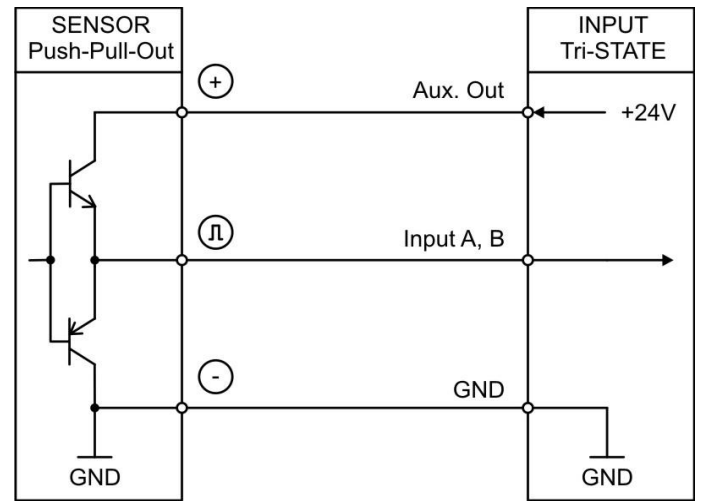 SENSOR
Push-Pull-Out
INPUT
Tri-STATE
+
Aux. Out
+24V
Input A, B
-
GND
GND
GND